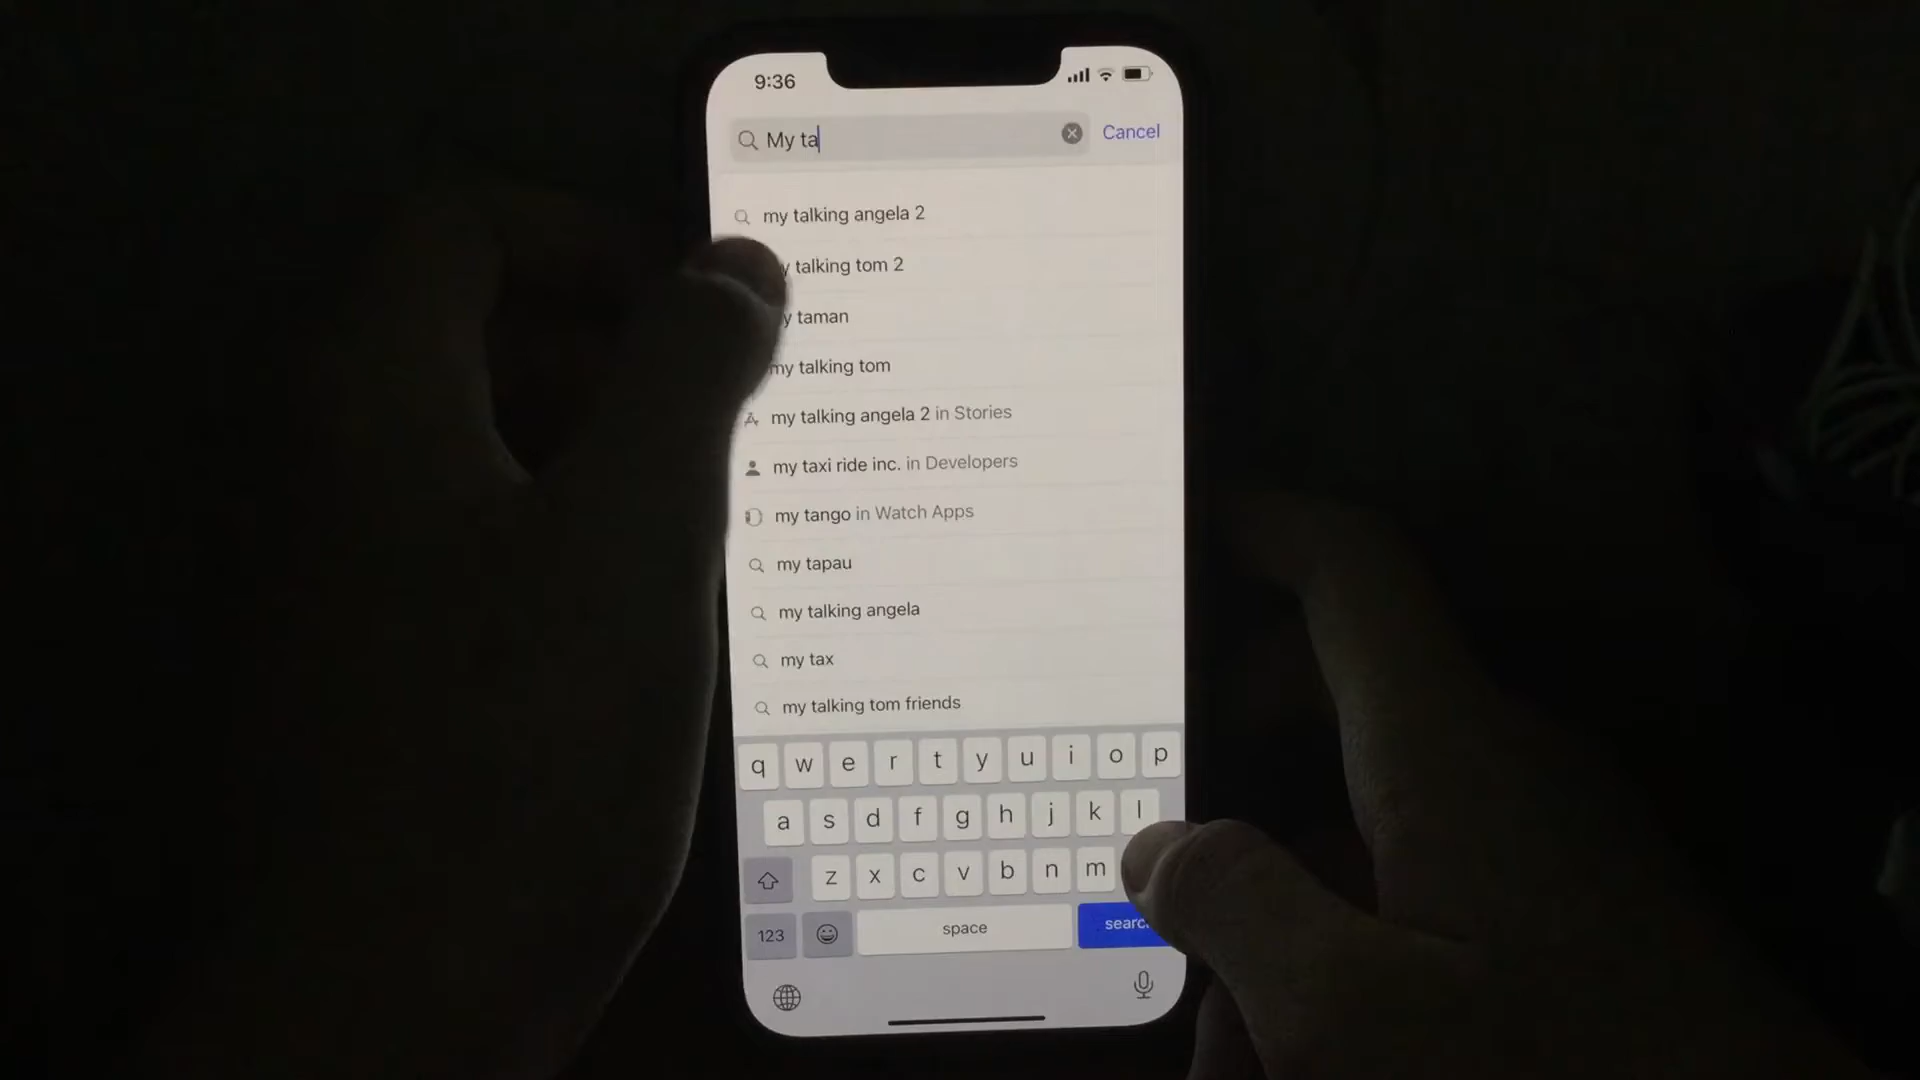 9:36
My ta
Cancel
my talking angela 2
y talking tom 2
y taman
my talking tom
my talking angela 2 in Stories
my taxi ride inc. in Developers
my tango in Watch Apps
my tapau
my talking angela
my tax
my talking tom friends
q w e r t y u i o p
a s d f g h j k l
z x c v b n m
123 space searc